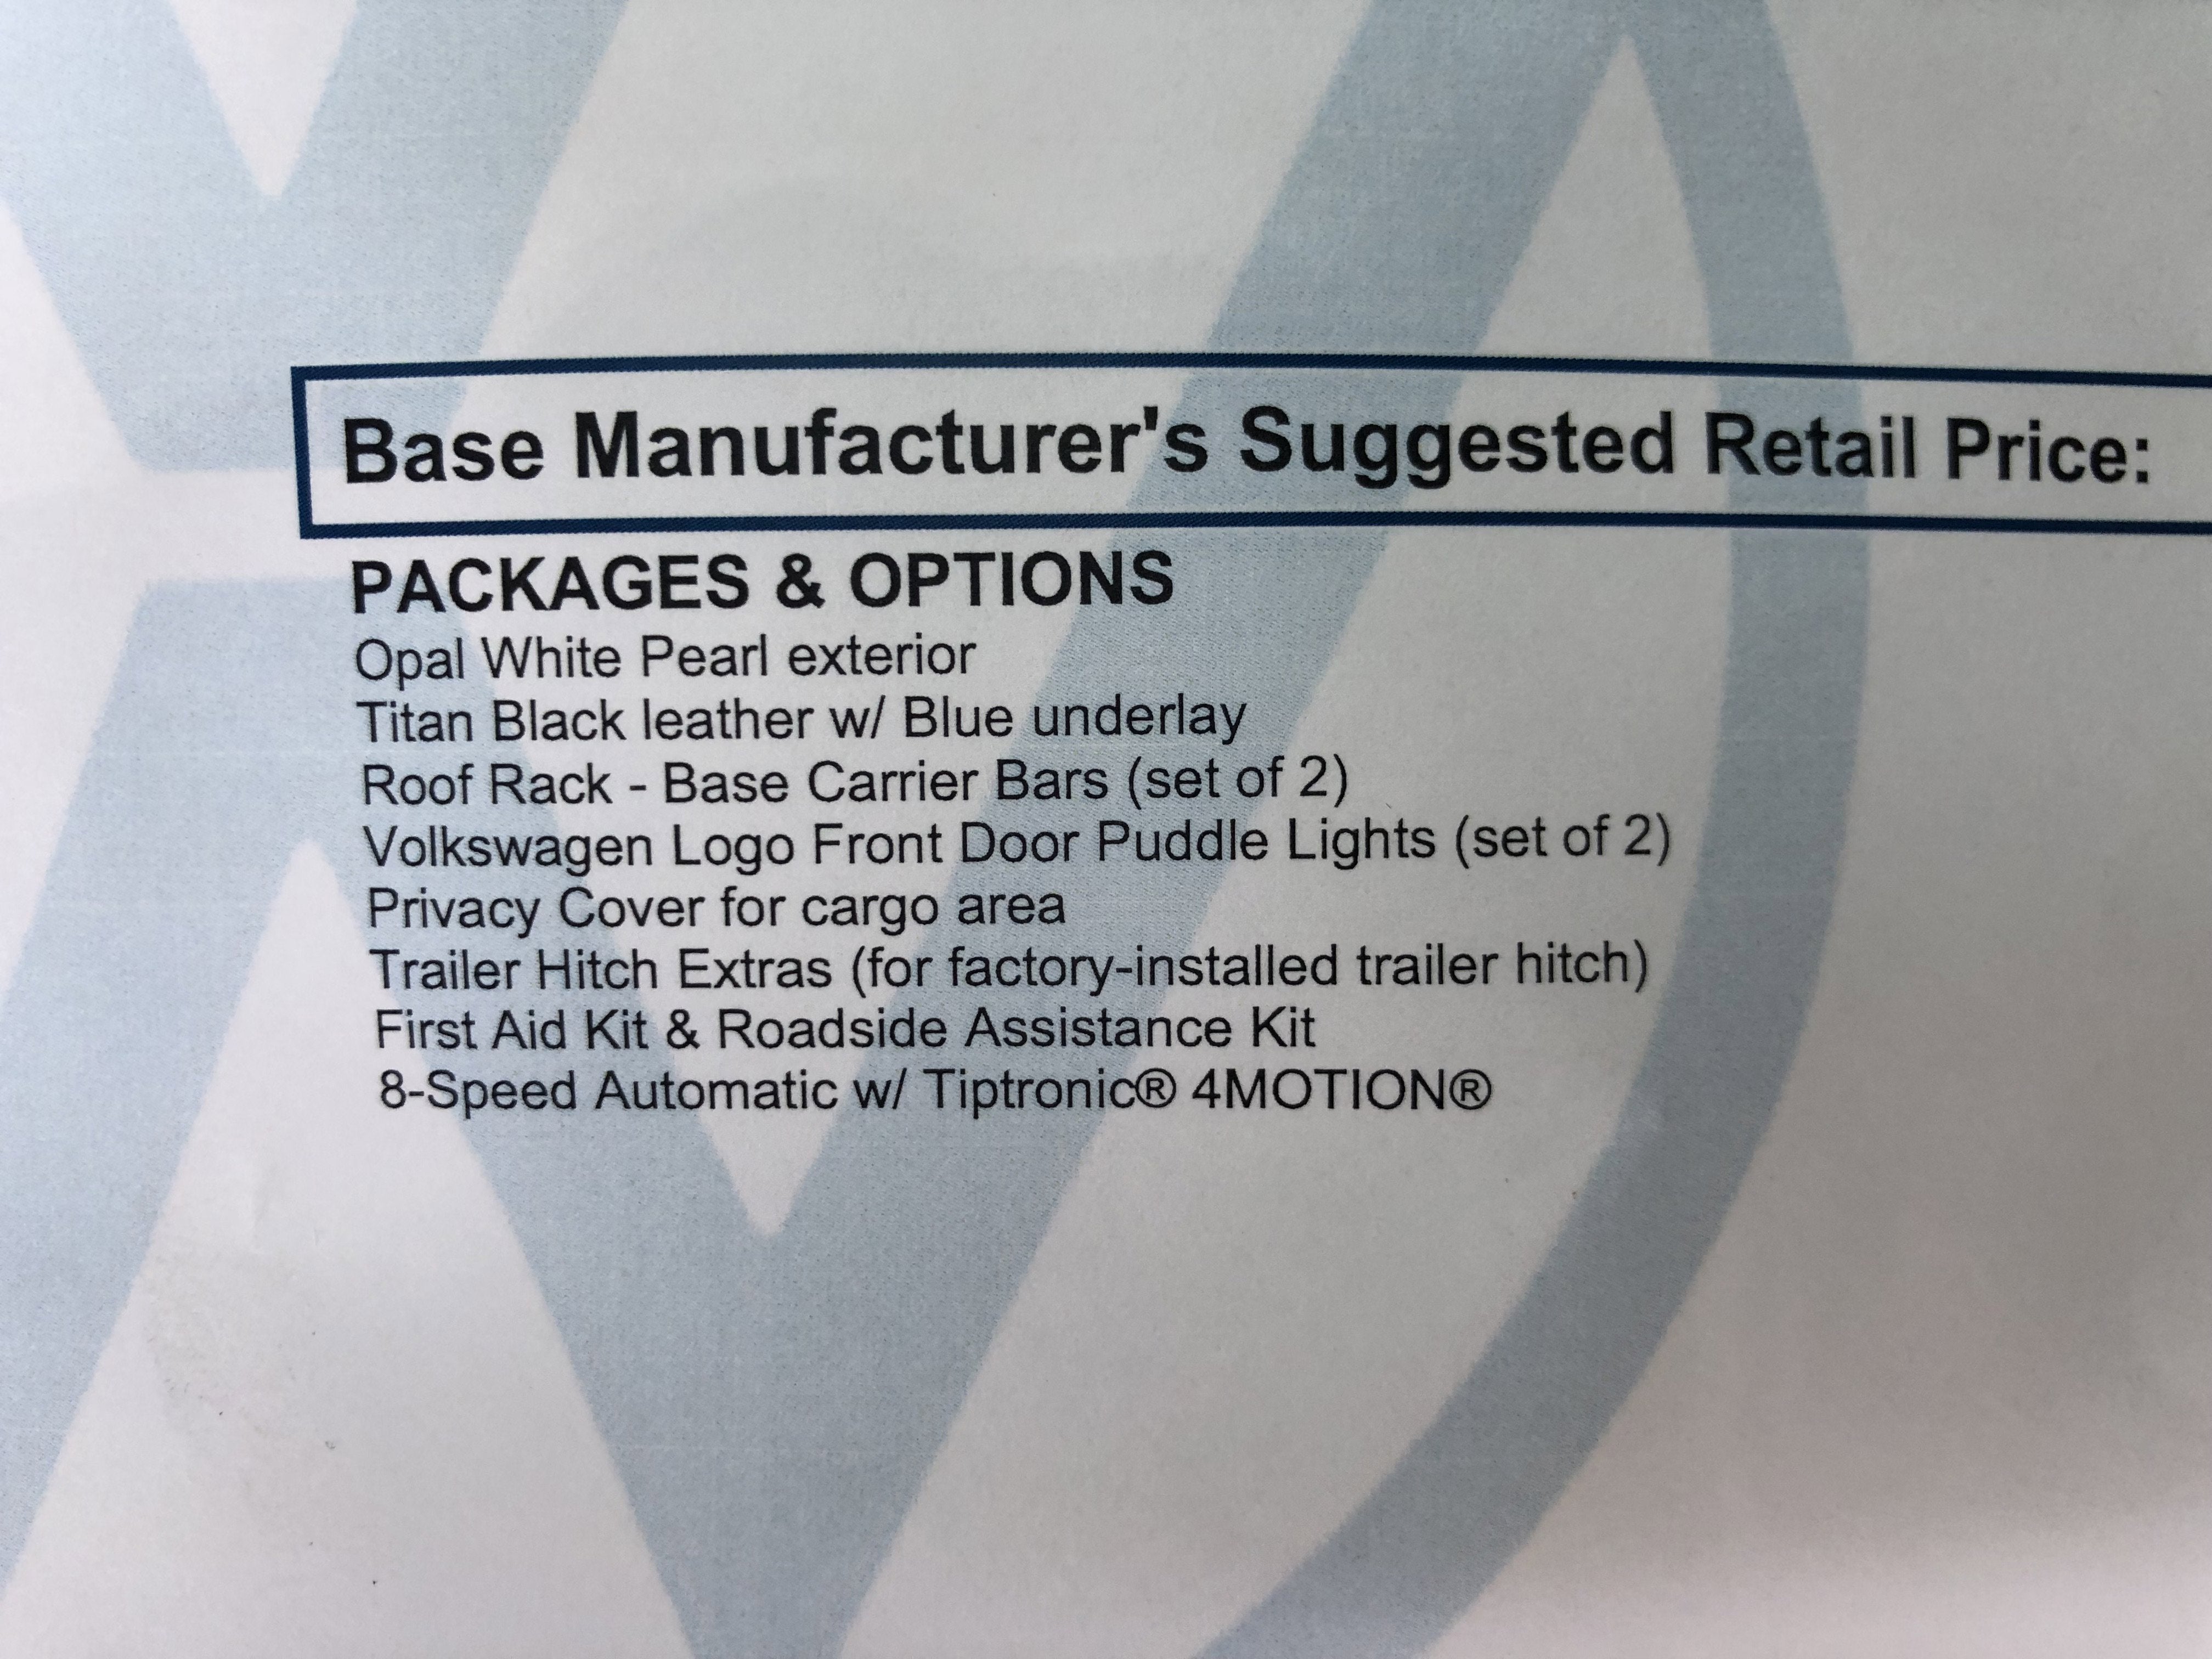 Base Manufacturer's Suggested Retail Price:
PACKAGES & OPTIONS
Opal White Pearl exterior
Titan Black leather w/ Blue underlay
Roof Rack - Base Carrier Bars (set of 2)
Volkswagen Logo Front Door Puddle Lights (set of 2)
Privacy Cover for cargo area
Trailer Hitch Extras (for factory-installed trailer hitch)
First Aid Kit & Roadside Assistance Kit
8-Speed Automatic w/ Tiptronic® 4MOTION®